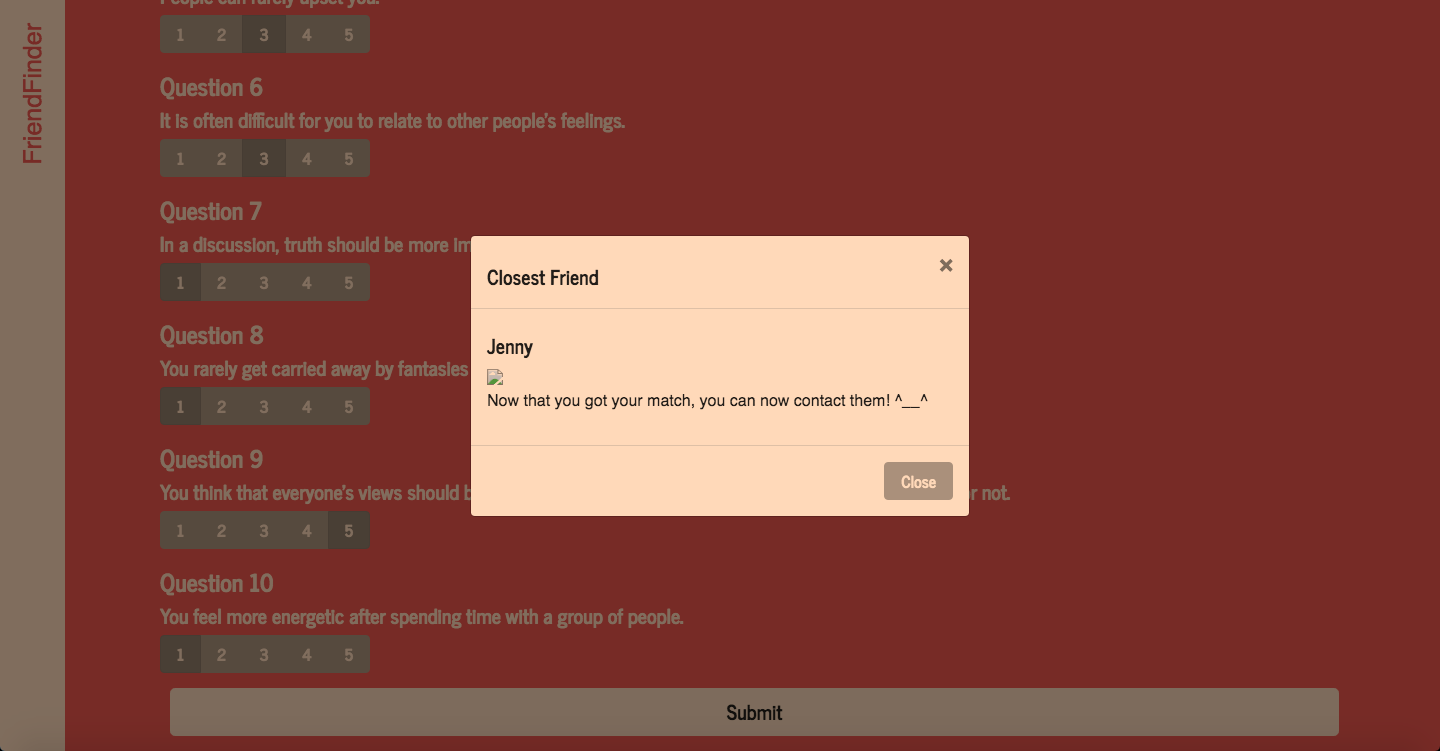 FriendFinder
People can rarely upset you.
1 2 3 4 5
Question 6
It is often difficult for you to relate to other people's feelings.
1 2 3 4 5
Question 7
In a discussion, truth should be more im
1 2 3 4 5
Question 8
You rarely get carried away by fantasies
1 2 3 4 5
Question 9
You think that everyone's views should b
r not.
1 2 3 4 5
Question 10
You feel more energetic after spending time with a group of people.
1 2 3 4 5
Submit
Closest Friend
×
Jenny
Now that you got your match, you can now contact them! ^__^
Close